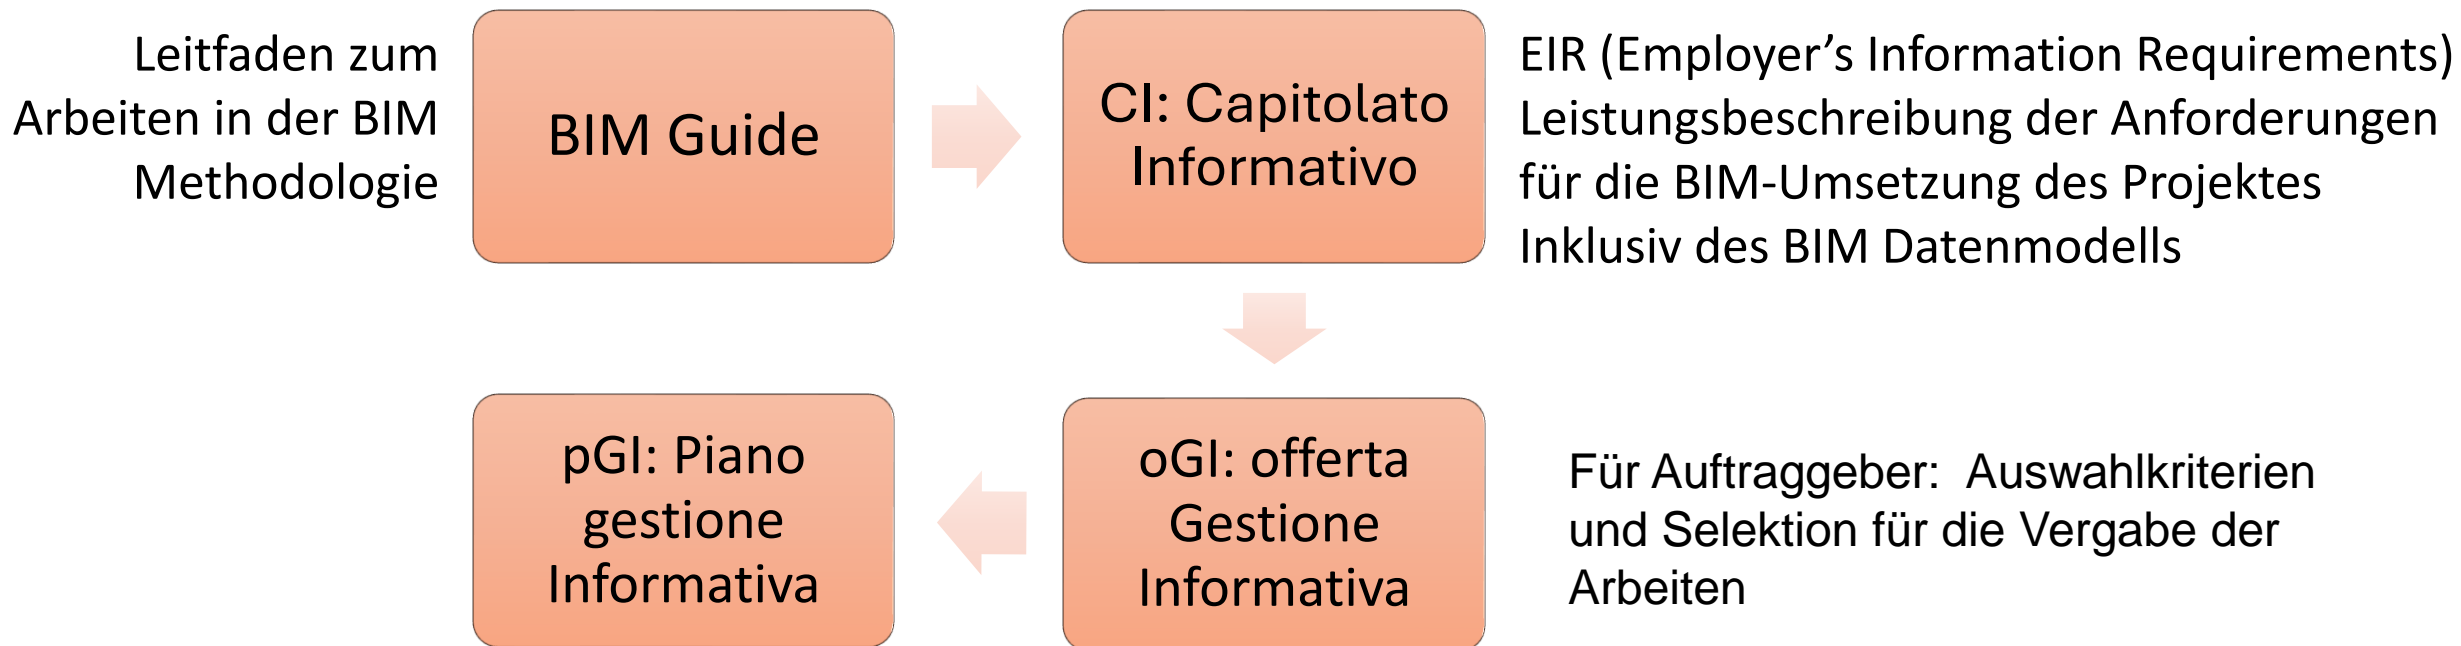 Leitfaden zum
Arbeiten in der BIM
Methodologie
BIM Guide
CI: Capitolato
Informativo
EIR (Employer’s Information Requirements)
Leistungsbeschreibung der Anforderungen
für die BIM-Umsetzung des Projektes
Inklusiv des BIM Datenmodells
pGI: Piano
gestione
Informativa
oGI: offerta
Gestione
Informativa
Für Auftraggeber:  Auswahlkriterien
und Selektion für die Vergabe der
Arbeiten